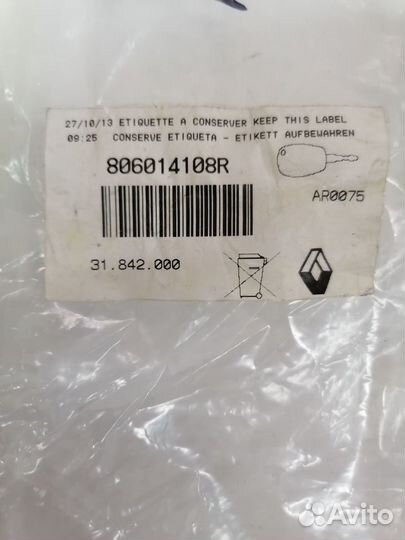 27/10/13 ETIQUETTE A CONSERVER KEEP THIS LABEL
09:25 CONSERVE ETIQUETA - ETIKETT AUFBEWAHREN
806014108R
AR0075
31.842.000
Avito